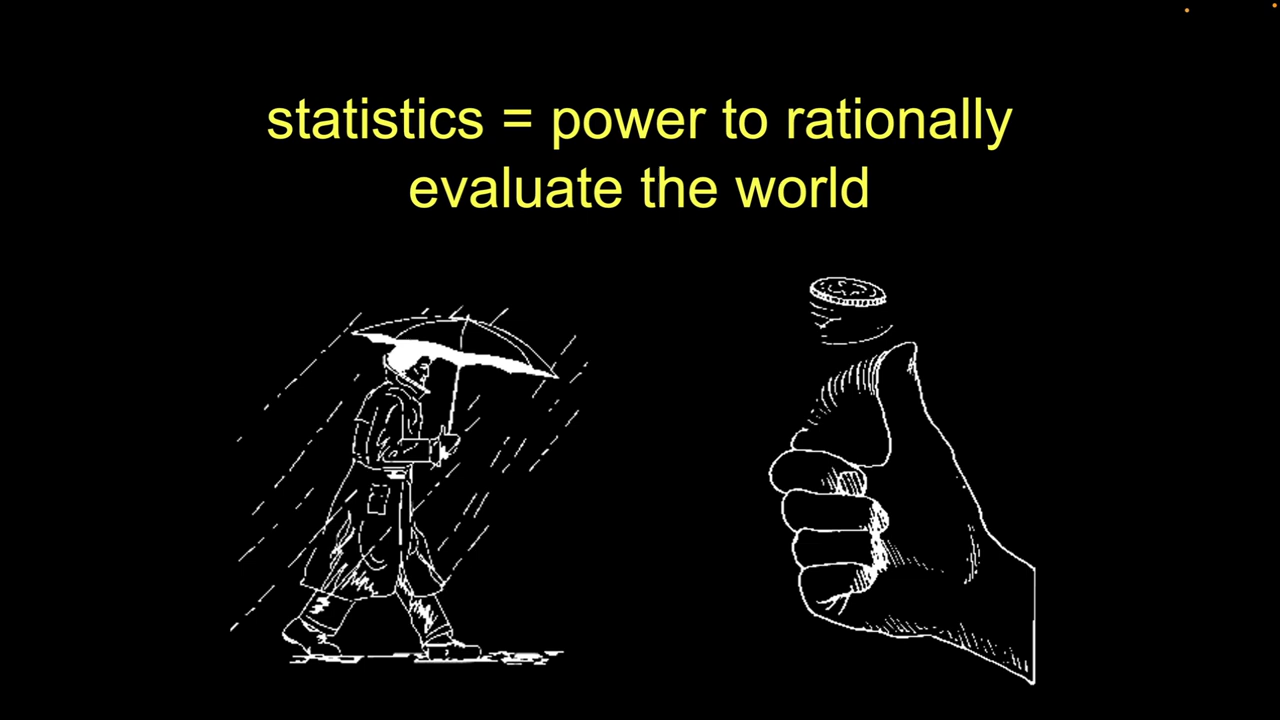 statistics = power to rationally
evaluate the world